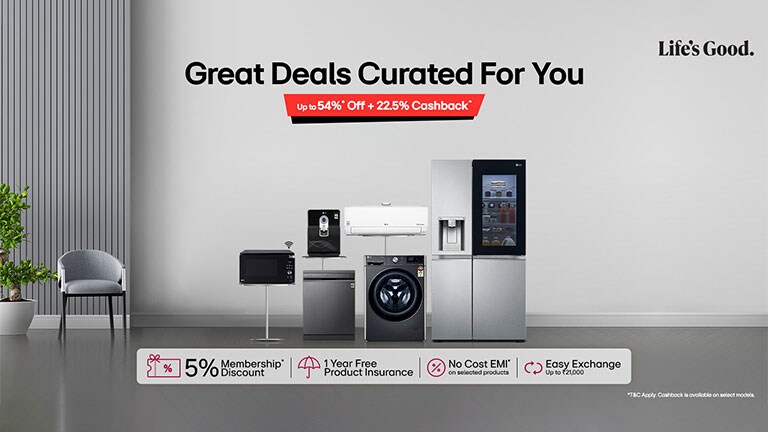 Life's Good.
Great Deals Curated For You
Up to 54%* Off + 22.5% Cashback*
% 5% Membership* Discount
1 Year Free Product Insurance
% No Cost EMI* on selected products
Easy Exchange Up to ₹21,000
*T&C Apply. Cashback is available on select models.